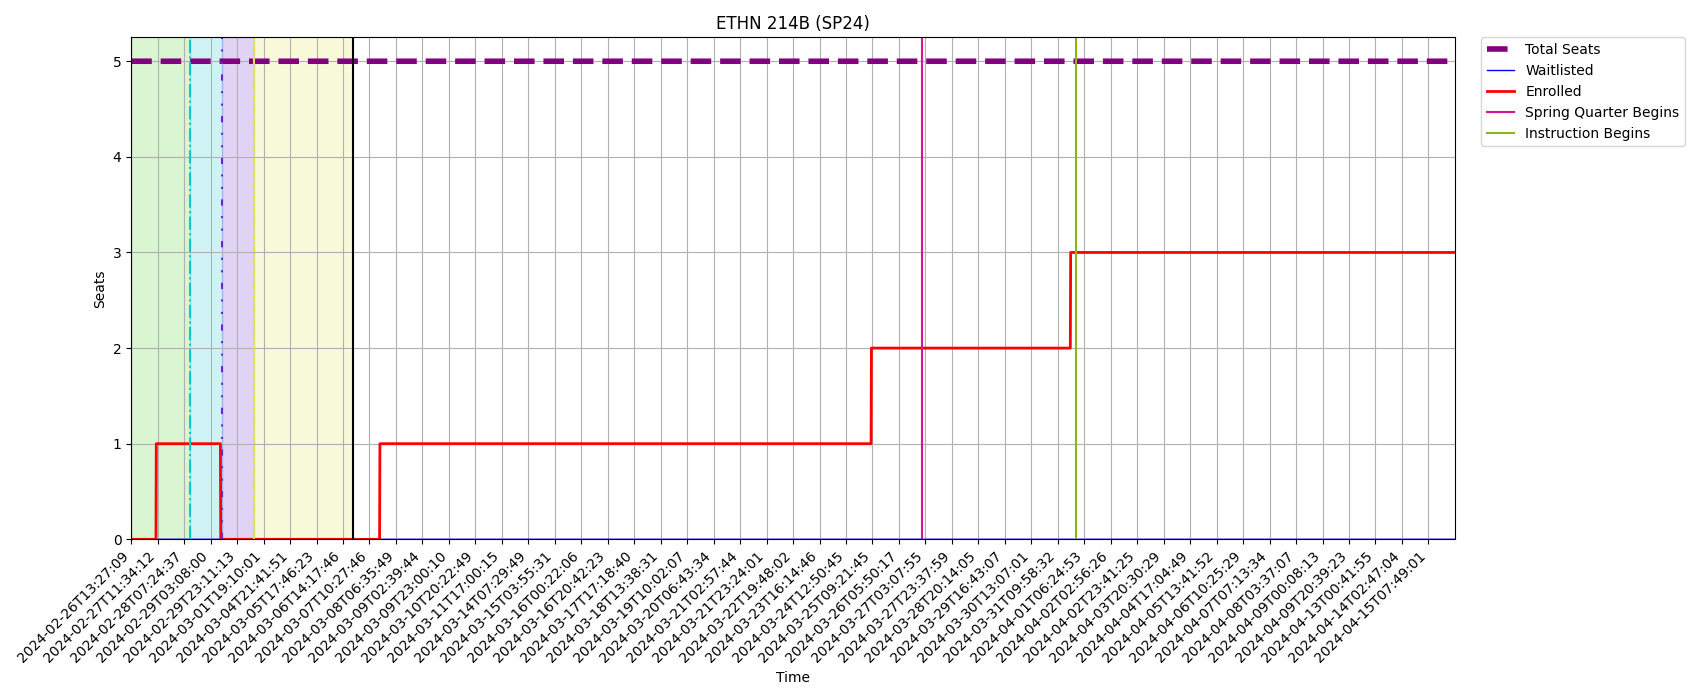 ETHN 214B (SP24)
Total Seats
Waitlisted
Enrolled
Spring Quarter Begins
Instruction Begins
Seats
5
4
3
2
1
0
2024-02-26T13:27:09
2024-02-27T11:34:12
2024-02-28T07:24:37
2024-02-29T03:08:00
2024-02-29T23:11:13
2024-03-01T19:10:01
2024-03-04T21:41:51
2024-03-05T17:46:23
2024-03-06T14:17:46
2024-03-07T10:27:46
2024-03-08T06:35:49
2024-03-09T02:39:44
2024-03-09T23:00:10
2024-03-10T20:22:49
2024-03-11T17:00:15
2024-03-14T07:29:49
2024-03-15T03:55:31
2024-03-16T00:22:06
2024-03-16T20:42:23
2024-03-17T17:18:40
2024-03-18T13:38:31
2024-03-19T10:02:07
2024-03-20T06:43:34
2024-03-21T02:57:44
2024-03-21T23:24:01
2024-03-22T19:48:02
2024-03-23T16:14:46
2024-03-24T12:50:45
2024-03-25T09:21:45
2024-03-26T05:50:17
2024-03-27T03:07:55
2024-03-27T23:37:59
2024-03-28T20:14:05
2024-03-29T16:43:07
2024-03-30T13:07:01
2024-03-31T09:58:32
2024-04-01T06:24:53
2024-04-02T02:56:26
2024-04-02T23:41:25
2024-04-03T20:30:29
2024-04-04T17:04:49
2024-04-05T13:41:52
2024-04-06T10:25:29
2024-04-07T07:13:34
2024-04-08T03:37:07
2024-04-09T00:08:13
2024-04-09T20:39:23
2024-04-13T00:41:55
2024-04-14T02:47:04
2024-04-15T07:49:01
Time